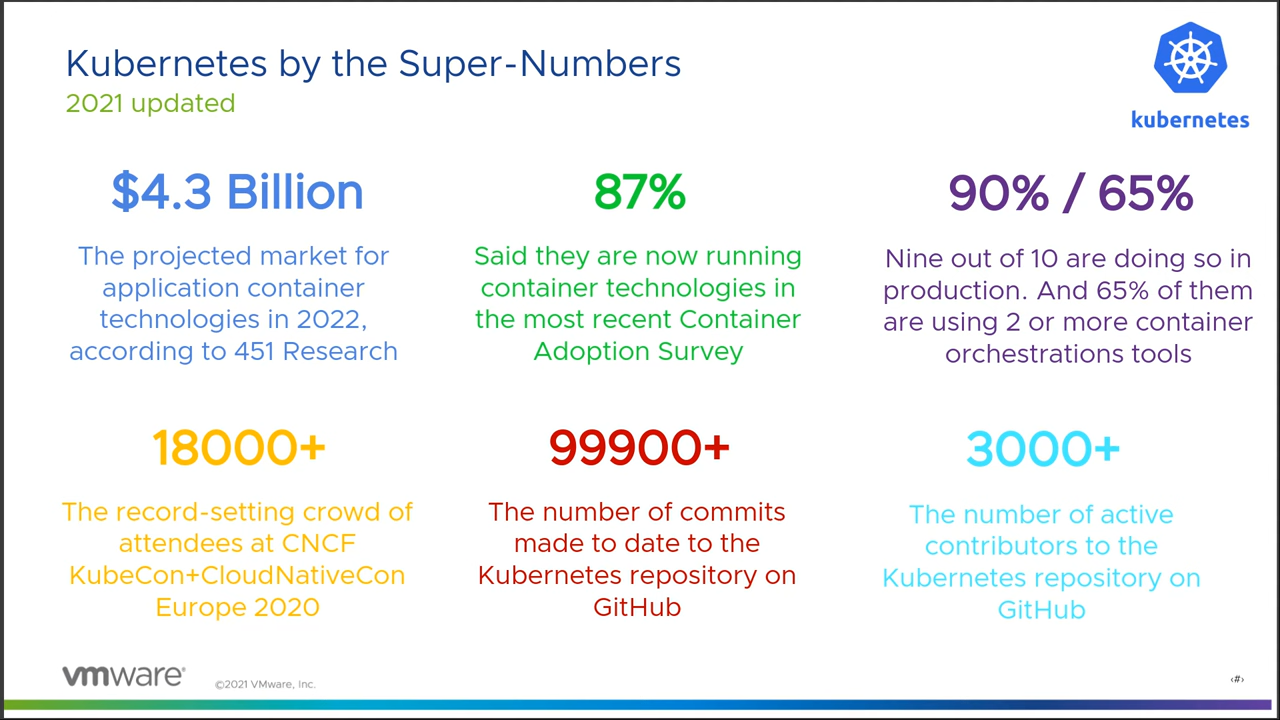 Kubernetes by the Super-Numbers
2021 updated
kubernetes
$4.3 Billion
The projected market for
application container
technologies in 2022,
according to 451 Research
87%
Said they are now running
container technologies in
the most recent Container
Adoption Survey
90% / 65%
Nine out of 10 are doing so in
production. And 65% of them
are using 2 or more container
orchestrations tools
18000+
The record-setting crowd of
attendees at CNCF
KubeCon+CloudNativeCon
Europe 2020
99900+
The number of commits
made to date to the
Kubernetes repository on
GitHub
3000+
The number of active
contributors to the
Kubernetes repository on
GitHub
vmware®
©2021 VMware, Inc.
‹#›